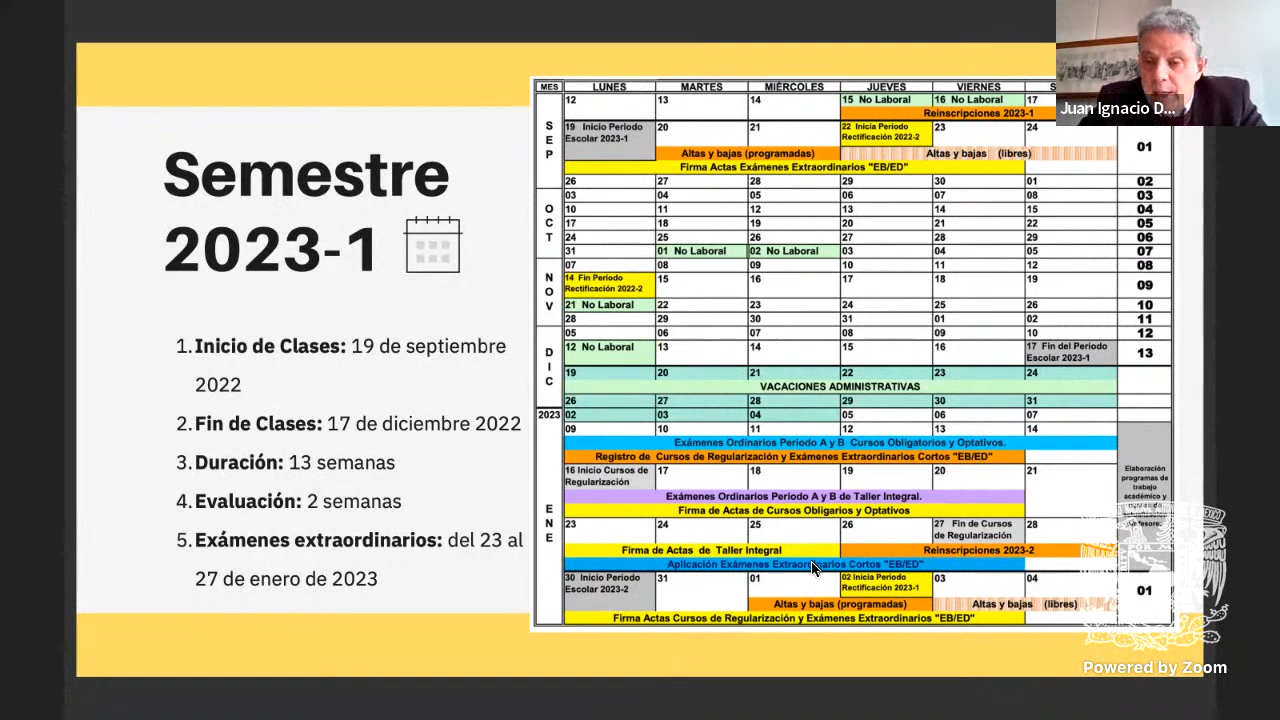 Semestre
2023-1
1. Inicio de Clases: 19 de septiembre
2022
2. Fin de Clases: 17 de diciembre 2022
3. Duración: 13 semanas
4. Evaluación: 2 semanas
5. Exámenes extraordinarios: del 23 al
27 de enero de 2023
MES LUNES MARTES MIÉRCOLES JUEVES VIERNES S
SEP
12 13 14 15 No Laboral 16 No Laboral 17
Reinscripciones 2023-1
19 Inicio Periodo 20 21 22 Inicia Periodo 23 24 01
Escolar 2023-1 Rectificación 2022-2
Altas y bajas (programadas) Altas y bajas (libres)
Firma Actas Exámenes Extraordinarios "EB/ED"
26 27 28 29 30 01 02
OCT
03 04 05 06 07 08 03
10 11 12 13 14 15 04
17 18 19 20 21 22 05
24 25 26 27 28 29 06
31 01 No Laboral 02 No Laboral 03 04 05 07
NOV
07 08 09 10 11 12 08
14 Fin Periodo 15 16 17 18 19 09
Rectificación 2022-2
21 No Laboral 22 23 24 25 26 10
28 29 30 31 01 02 11
DIC
05 06 07 08 09 10 12
12 No Laboral 13 14 15 16 17 Fin del Periodo 13
Escolar 2023-1
19 20 21 22 23 24
VACACIONES ADMINISTRATIVAS
26 27 28 29 30 31
2023 02 03 04 05 06 07
ENE
09 10 11 12 13 14
Exámenes Ordinarios Periodo A y B Cursos Obligatorios y Optativos.
Registro de Cursos de Regularización y Exámenes Extraordinarios Cortos "EB/ED"
16 Inicio Cursos de 17 18 19 20 21
Regularización
Elaboración
programas de
trabajo
académico y
Exámenes Ordinarios Periodo A y B de Taller Integral.
Firma de Actas de Cursos Obligarios y Optativos
23 24 25 26 27 Fin de Cursos 28
de Regularización
Firma de Actas de Taller Integral Reinscripciones 2023-2
Aplicación Exámenes Extraordinarios Cortos "EB/ED"
30 Inicio Periodo 31 01 02 Inicia Periodo 03 04 01
Escolar 2023-2 Rectificación 2023-1
Altas y bajas (programadas) Altas y bajas (libres)
Firma Actas Cursos de Regularización y Exámenes Extraordinarios "EB/ED"
Juan Ignacio D...
Powered by Zoom